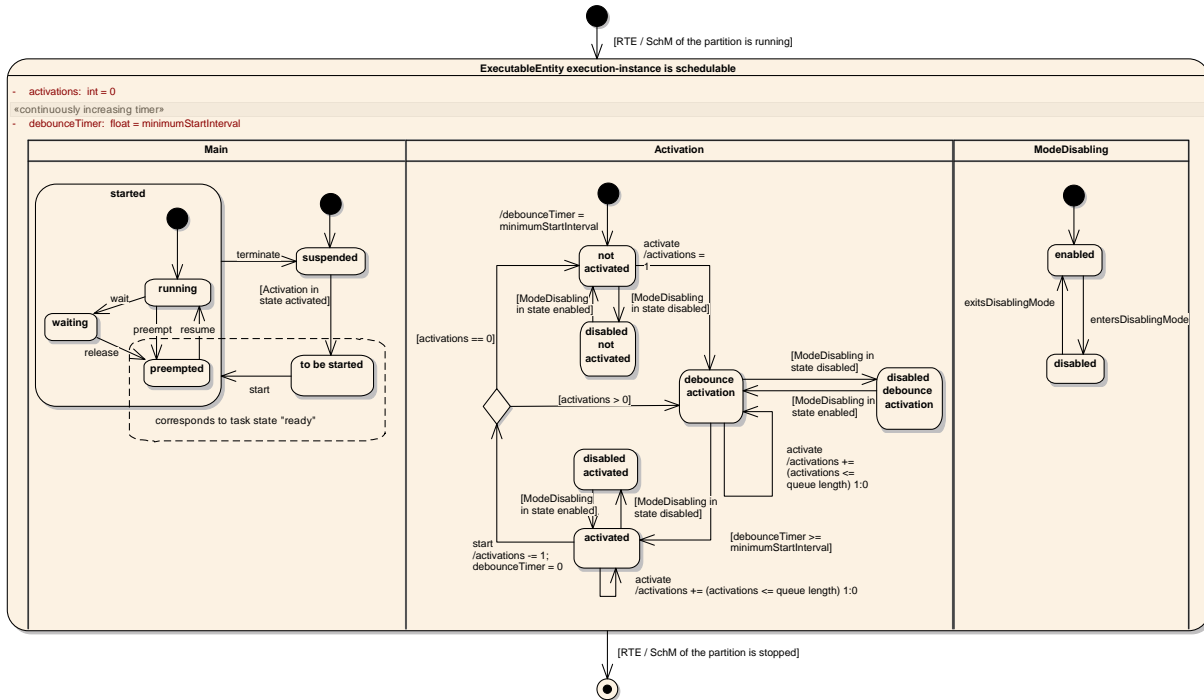 [RTE / SchM of the partition is running]
ExecutableEntity execution-instance is schedulable
- activations: int = 0
«continuously increasing timer»
- debounceTimer: float = minimumStartInterval
Main
started
running
wait
waiting
preempt
resume
release
preempted
terminate
suspended
[Activation in
state activated]
to be started
start
corresponds to task state "ready"
Activation
/debounceTimer =
minimumStartInterval
not
activated
activate
/activations =
1
[ModeDisabling
in state enabled]
[ModeDisabling
in state disabled]
disabled
not
activated
[activations == 0]
[activations > 0]
debounce
activation
[ModeDisabling in
state disabled]
[ModeDisabling in
state enabled]
disabled
debounce
activation
activate
/activations +=
(activations <=
queue length) 1:0
disabled
activated
[ModeDisabling
in state enabled]
[ModeDisabling in
state disabled]
activated
start
/activations -= 1;
debounceTimer = 0
[debounceTimer >=
minimumStartInterval]
activate
/activations += (activations <= queue length) 1:0
ModeDisabling
enabled
exitsDisablingMode
entersDisablingMode
disabled
[RTE / SchM of the partition is stopped]